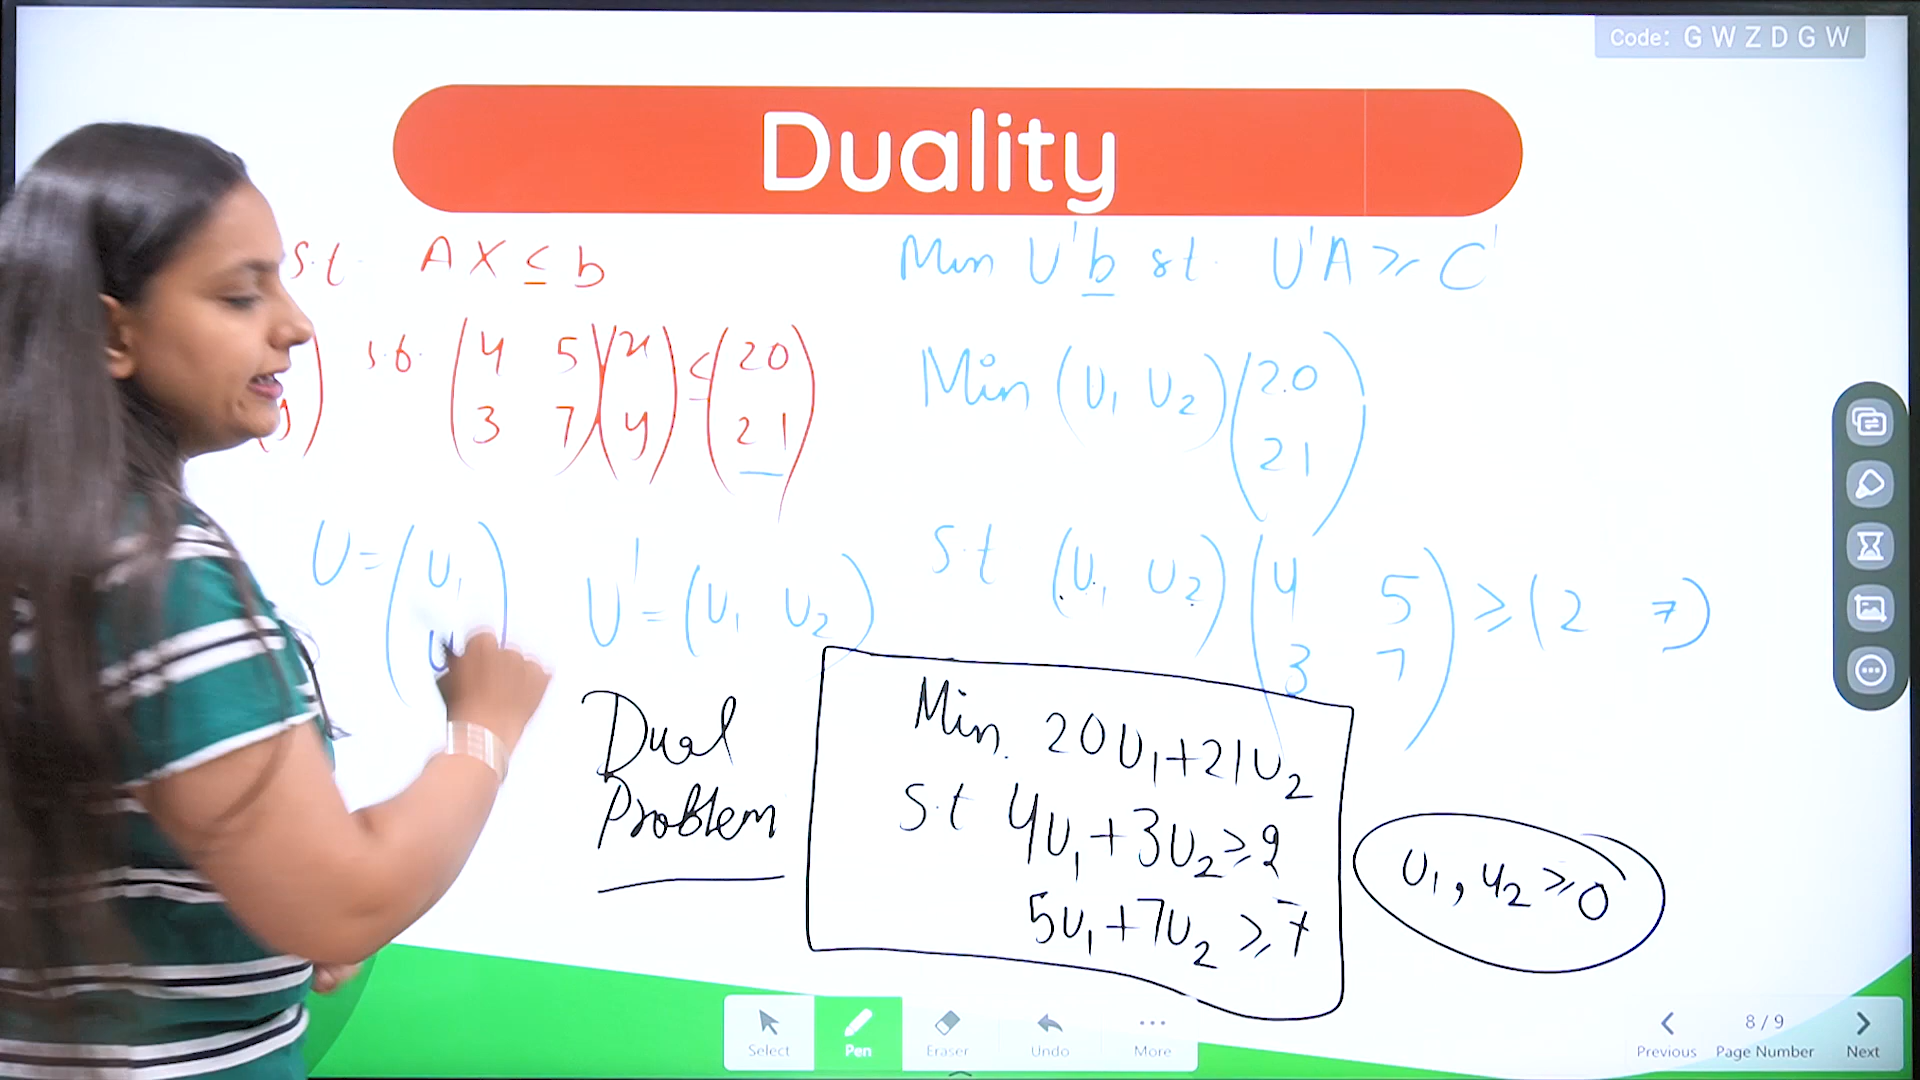 Code: GWZDGW
Duality
s.t. A X ≤ b
Min U'b st. U'A ≥ C'
s.t. (4 5
3 7) (x
y) ≤ (20
21)
Min (U₁ U₂) (20
21)
U = (U₁
U' = (U₁ U₂)
S.t (U₁ U₂) (4 5
3 7) ≥ (2 7)
Dual
Problem
Min. 20U₁+21U₂
S.t 4U₁+3U₂≥2
5U₁+7U₂≥7
U₁, U₂≥0
Select
Pen
Eraser
Undo
More
Previous
8/9
Page Number
Next